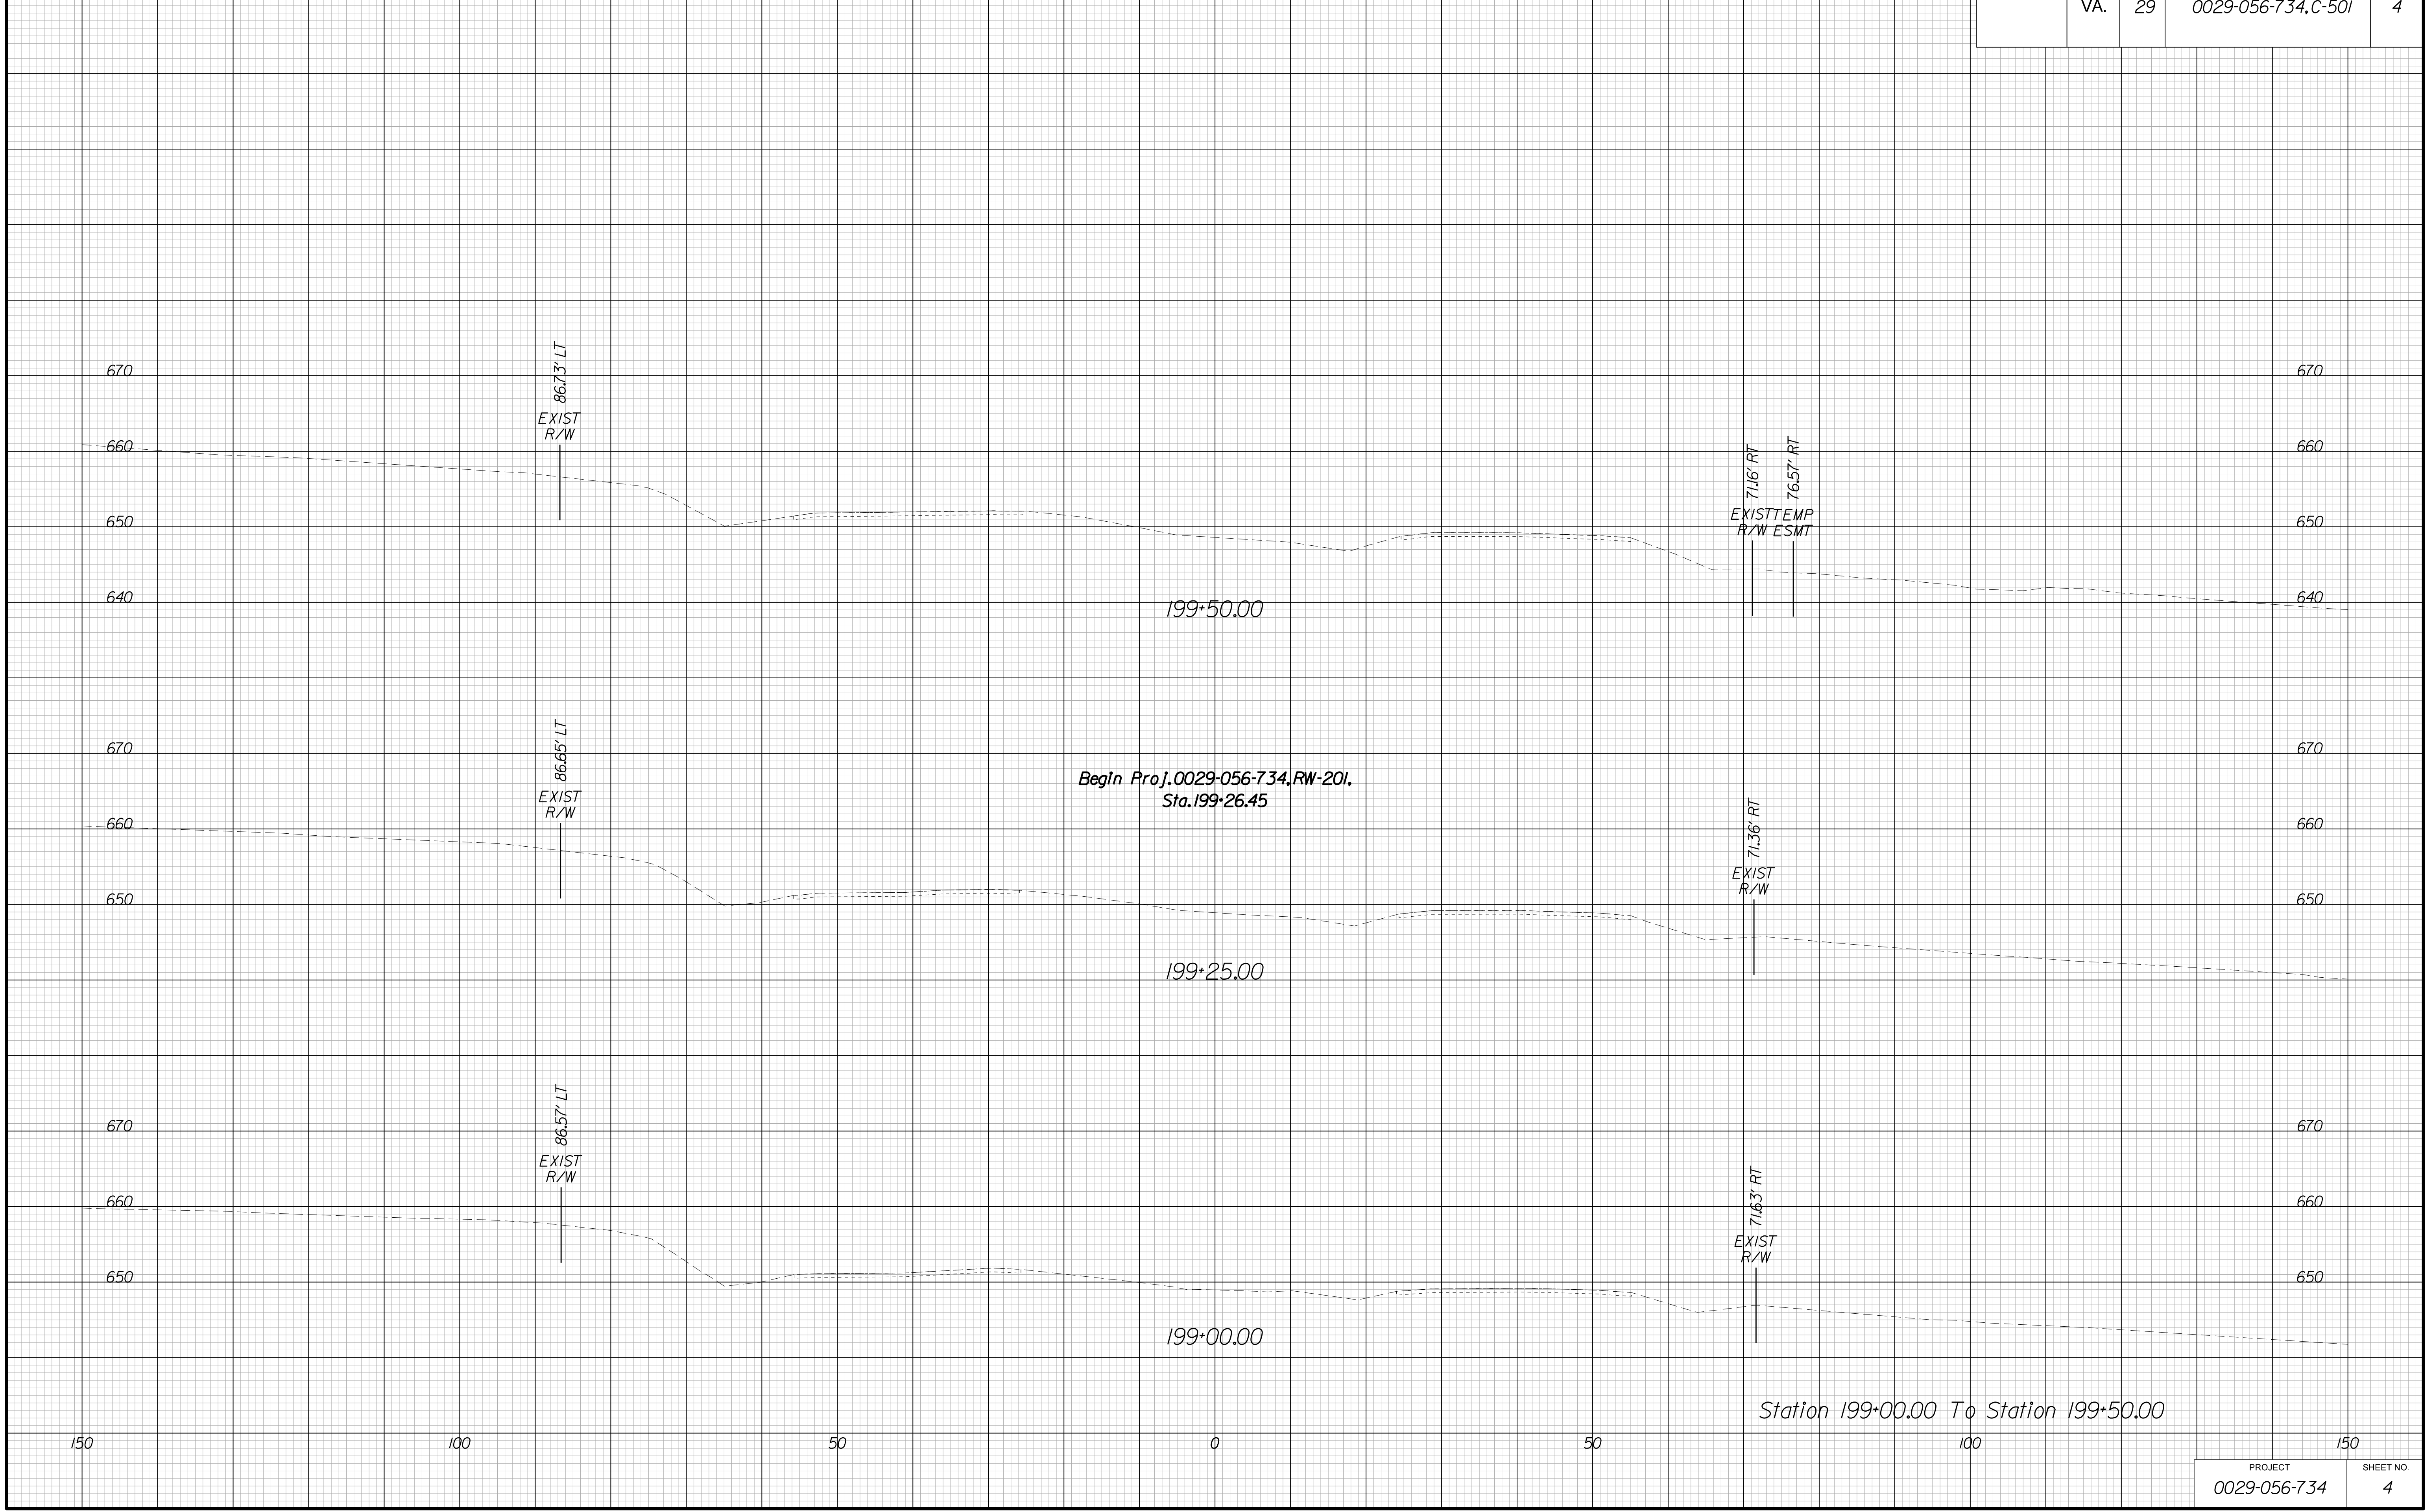 VA. 29 0029-056-734, C-501 4
86.73' LT
670 670
EXIST
R/W
660 660
71.16' RT 76.57' RT
650 650
EXIST TEMP
R/W ESMT
640 640
199+50.00
86.65' LT
670 670
Begin Proj. 0029-056-734, RW-201,
Sta. 199+26.45
EXIST
R/W
660 660
71.36' RT
EXIST
R/W
650 650
199+25.00
86.57' LT
670 670
EXIST
R/W
660 660
71.63' RT
EXIST
R/W
650 650
199+00.00
Station 199+00.00 To Station 199+50.00
150 100 50 0 50 100 150
PROJECT SHEET NO.
0029-056-734 4